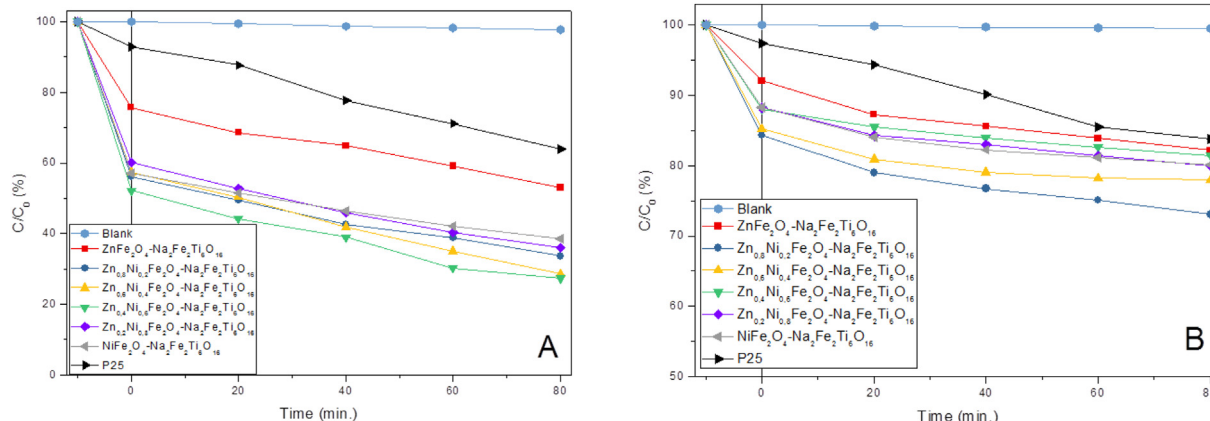 100
80
60
40
20
0
C/C₀ (%)
Blank
ZnFe₂O₄-Na₂Fe₂Ti₆O₁₆
Zn₀,₈Ni₀,₂Fe₂O₄-Na₂Fe₂Ti₆O₁₆
Zn₀,₆Ni₀,₄Fe₂O₄-Na₂Fe₂Ti₆O₁₆
Zn₀,₄Ni₀,₆Fe₂O₄-Na₂Fe₂Ti₆O₁₆
Zn₀,₂Ni₀,₈Fe₂O₄-Na₂Fe₂Ti₆O₁₆
NiFe₂O₄-Na₂Fe₂Ti₆O₁₆
P25
A
0 20 40 60 80
Time (min.)
100
90
80
70
60
50
C/C₀ (%)
Blank
ZnFe₂O₄-Na₂Fe₂Ti₆O₁₆
Zn₀,₈Ni₀,₂Fe₂O₄-Na₂Fe₂Ti₆O₁₆
Zn₀,₆Ni₀,₄Fe₂O₄-Na₂Fe₂Ti₆O₁₆
Zn₀,₄Ni₀,₆Fe₂O₄-Na₂Fe₂Ti₆O₁₆
Zn₀,₂Ni₀,₈Fe₂O₄-Na₂Fe₂Ti₆O₁₆
NiFe₂O₄-Na₂Fe₂Ti₆O₁₆
P25
B
0 20 40 60
Time (min.)